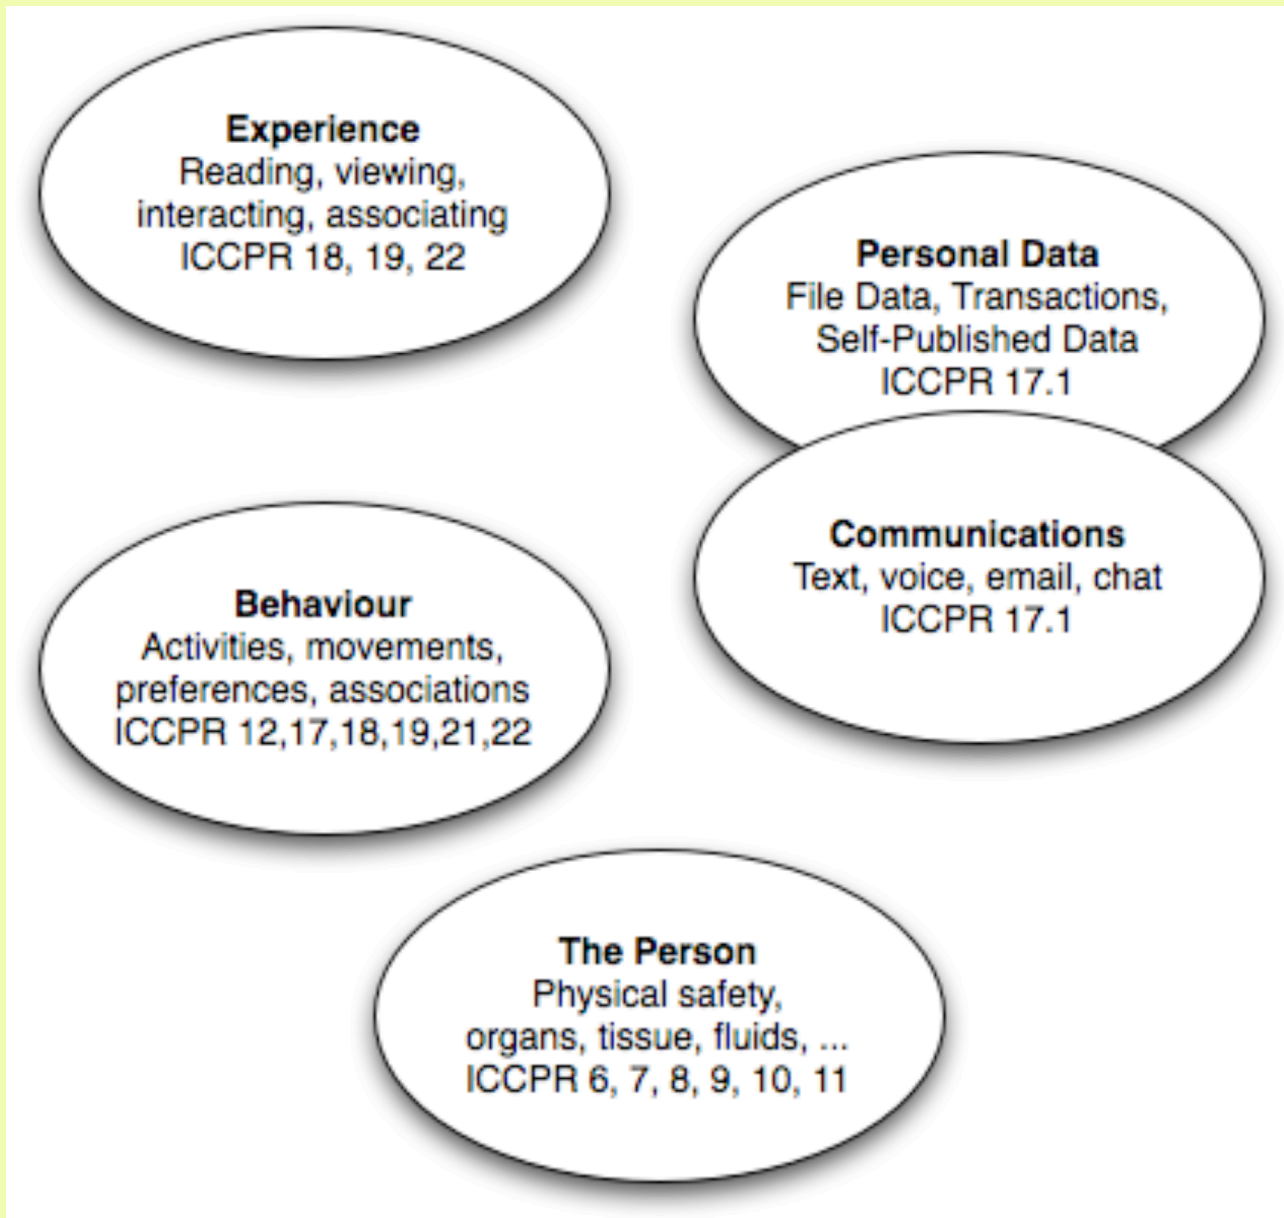 Experience
Reading, viewing,
interacting, associating
ICCPR 18, 19, 22
Personal Data
File Data, Transactions,
Self-Published Data
ICCPR 17.1
Communications
Text, voice, email, chat
ICCPR 17.1
Behaviour
Activities, movements,
preferences, associations
ICCPR 12,17,18,19,21,22
The Person
Physical safety,
organs, tissue, fluids, ...
ICCPR 6, 7, 8, 9, 10, 11